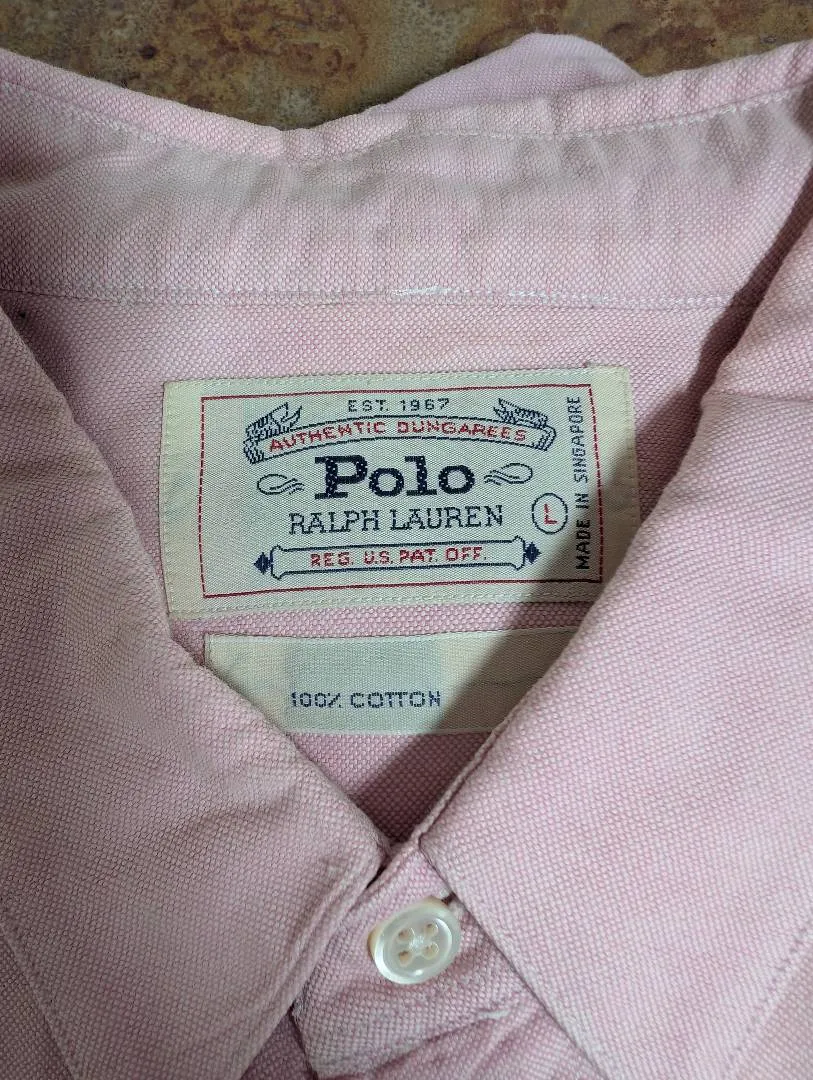 EST. 1967
AUTHENTIC DUNGAREES
Polo
RALPH LAUREN
L
REG. U.S. PAT. OFF.
MADE IN SINGAPORE
100% COTTON